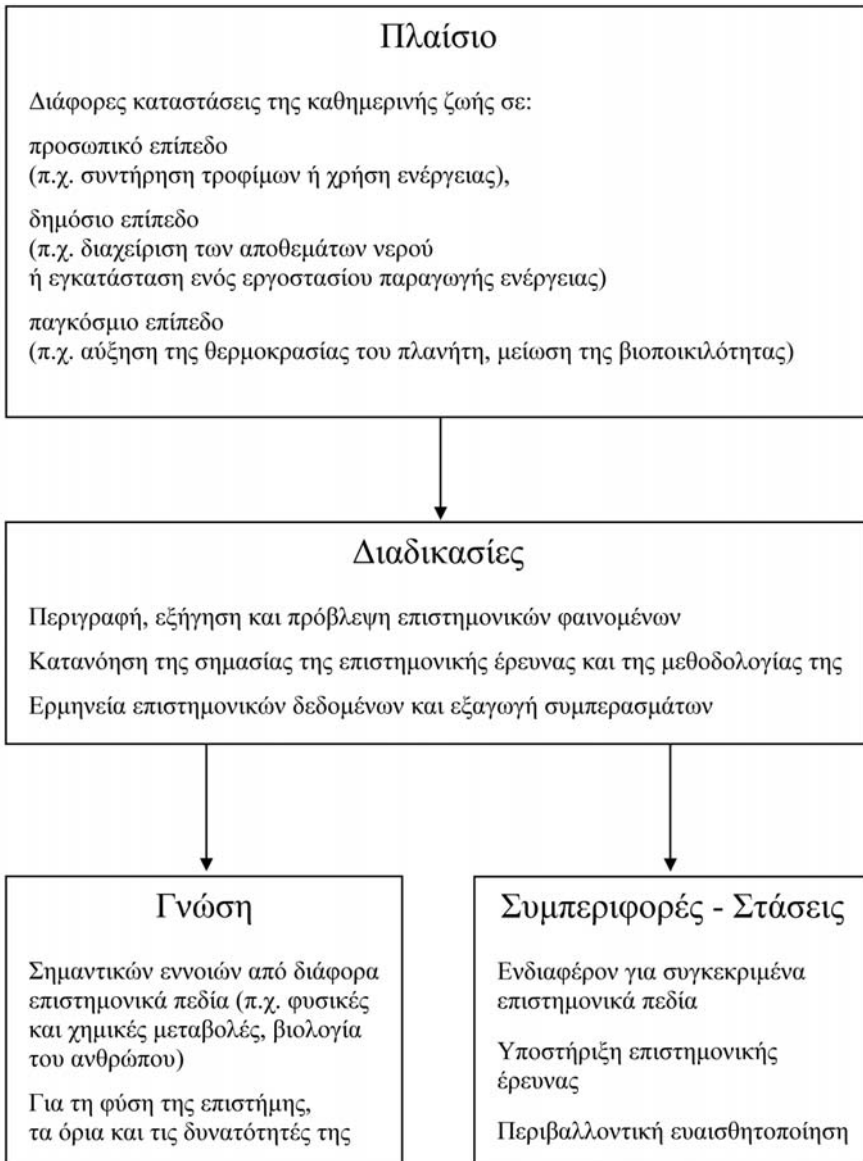 Πλαίσιο
Διάφορες καταστάσεις της καθημερινής ζωής σε:
προσωπικό επίπεδο
(π.χ. συντήρηση τροφίμων ή χρήση ενέργειας),
δημόσιο επίπεδο
(π.χ. διαχείριση των αποθεμάτων νερού
ή εγκατάσταση ενός εργοστασίου παραγωγής ενέργειας)
παγκόσμιο επίπεδο
(π.χ. αύξηση της θερμοκρασίας του πλανήτη, μείωση της βιοποικιλότητας)
Διαδικασίες
Περιγραφή, εξήγηση και πρόβλεψη επιστημονικών φαινομένων
Κατανόηση της σημασίας της επιστημονικής έρευνας και της μεθοδολογίας της
Ερμηνεία επιστημονικών δεδομένων και εξαγωγή συμπερασμάτων
Γνώση
Σημαντικών εννοιών από διάφορα
επιστημονικά πεδία (π.χ. φυσικές
και χημικές μεταβολές, βιολογία
του ανθρώπου)
Για τη φύση της επιστήμης,
τα όρια και τις δυνατότητές της
Συμπεριφορές - Στάσεις
Ενδιαφέρον για συγκεκριμένα
επιστημονικά πεδία
Υποστήριξη επιστημονικής
έρευνας
Περιβαλλοντική ευαισθητοποίηση